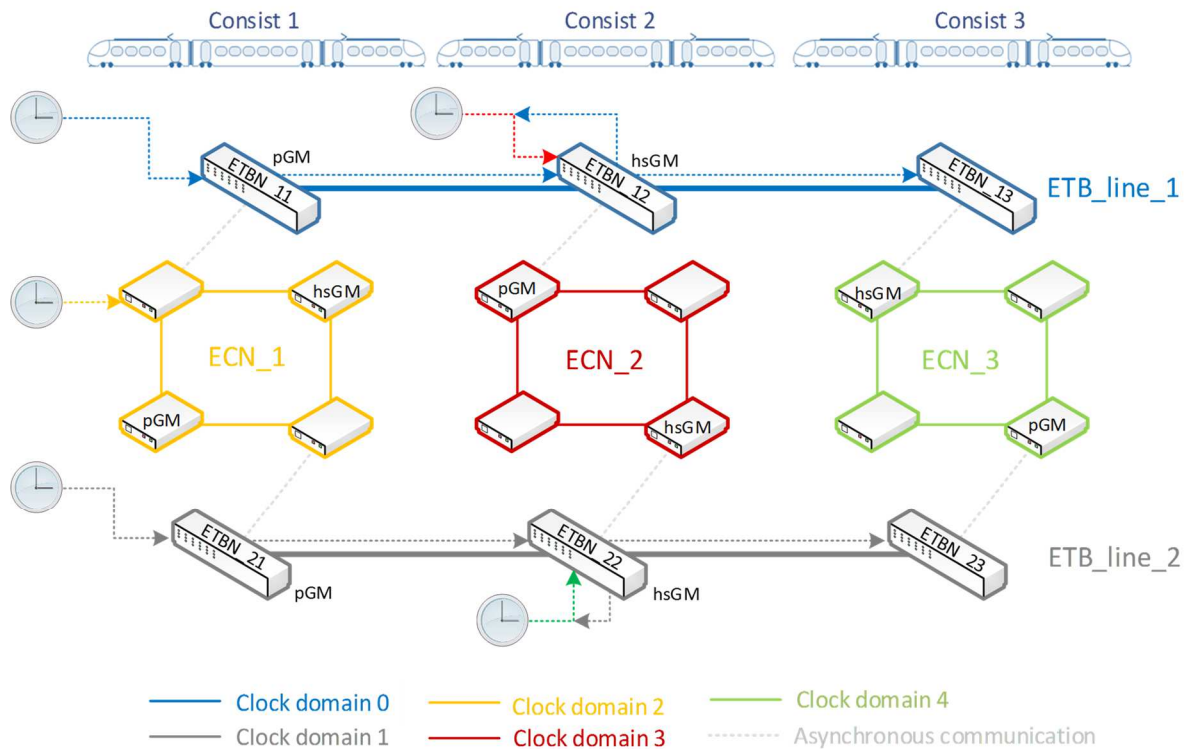 Consist 1
Consist 2
Consist 3
pGM
ETBN_11
hsGM
ETBN_12
ETBN_13
ETB_line_1
hsGM
ECN_1
pGM
pGM
ECN_2
hsGM
hsGM
ECN_3
pGM
ETBN_21
pGM
ETBN_22
hsGM
ETBN_23
ETB_line_2
Clock domain 0
Clock domain 2
Clock domain 4
Clock domain 1
Clock domain 3
Asynchronous communication